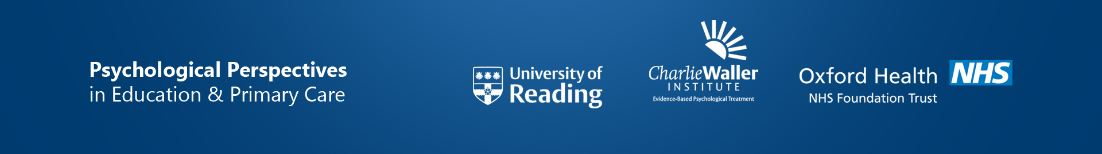 Psychological Perspectives
in Education & Primary Care
University of
Reading
CharlieWaller
INSTITUTE
Evidence-Based Psychological Treatment
Oxford Health NHS
NHS Foundation Trust